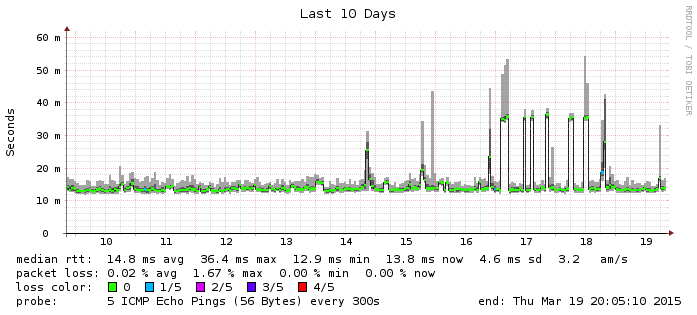 Last 10 Days
RRDTOOL / TOBI OETIKER
Seconds
60 m
50 m
40 m
30 m
20 m
10 m
0
10 11 12 13 14 15 16 17 18 19
median rtt: 14.8 ms avg 36.4 ms max 12.9 ms min 13.8 ms now 4.6 ms sd 3.2 am/s
packet loss: 0.02 % avg 1.67 % max 0.00 % min 0.00 % now
loss color: 0 1/5 2/5 3/5 4/5
probe: 5 ICMP Echo Pings (56 Bytes) every 300s end: Thu Mar 19 20:05:10 2015